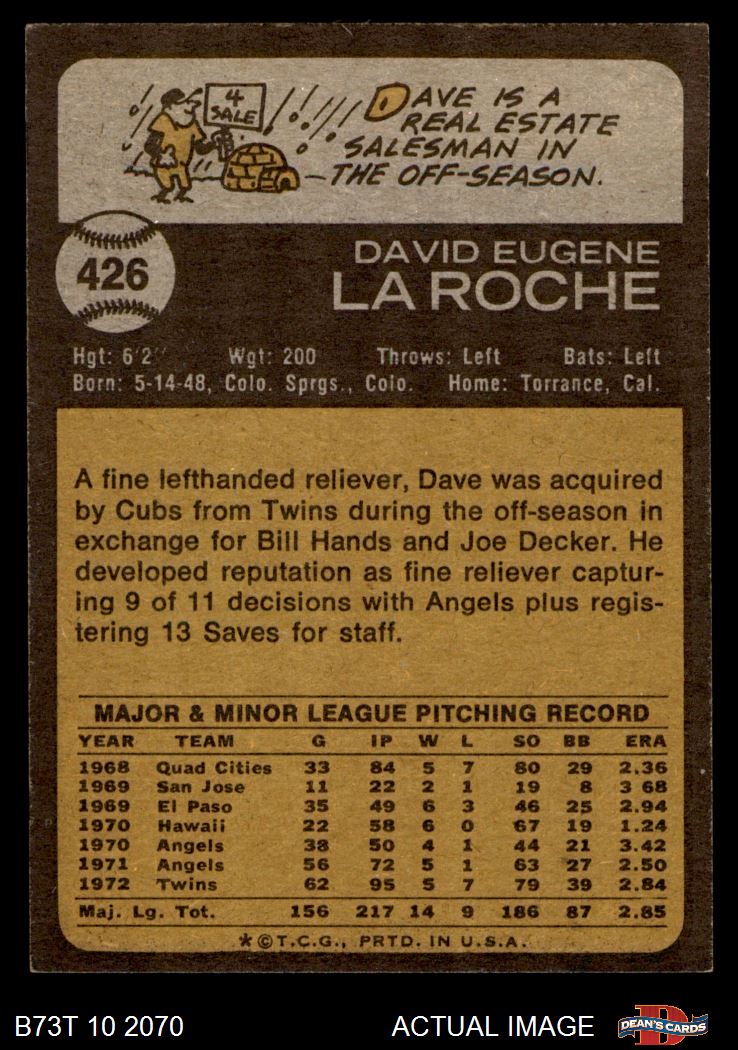 4
SALE
DAVE IS A
REAL ESTATE
SALESMAN IN
THE OFF-SEASON.
426
DAVID EUGENE
LA ROCHE
Hgt: 6'2" Wgt: 200 Throws: Left Bats: Left
Born: 5-14-48, Colo. Sprgs., Colo. Home: Torrance, Cal.
A fine lefthanded reliever, Dave was acquired
by Cubs from Twins during the off-season in
exchange for Bill Hands and Joe Decker. He
developed reputation as fine reliever captur-
ing 9 of 11 decisions with Angels plus regis-
tering 13 Saves for staff.
MAJOR & MINOR LEAGUE PITCHING RECORD
YEAR TEAM G IP W L SO BB ERA
1968 Quad Cities 33 84 5 7 80 29 2.36
1969 San Jose 11 22 2 1 19 8 3 68
1969 El Paso 35 49 6 3 46 25 2.94
1970 Hawaii 22 58 6 0 67 19 1.24
1970 Angels 38 50 4 1 44 21 3.42
1971 Angels 56 72 5 1 63 27 2.50
1972 Twins 62 95 5 7 79 39 2.84
Maj. Lg. Tot. 156 217 14 9 186 87 2.85
*©T.C.G., PRTD. IN U.S.A.
B73T 10 2070 ACTUAL IMAGE D DEAN'S CARDS